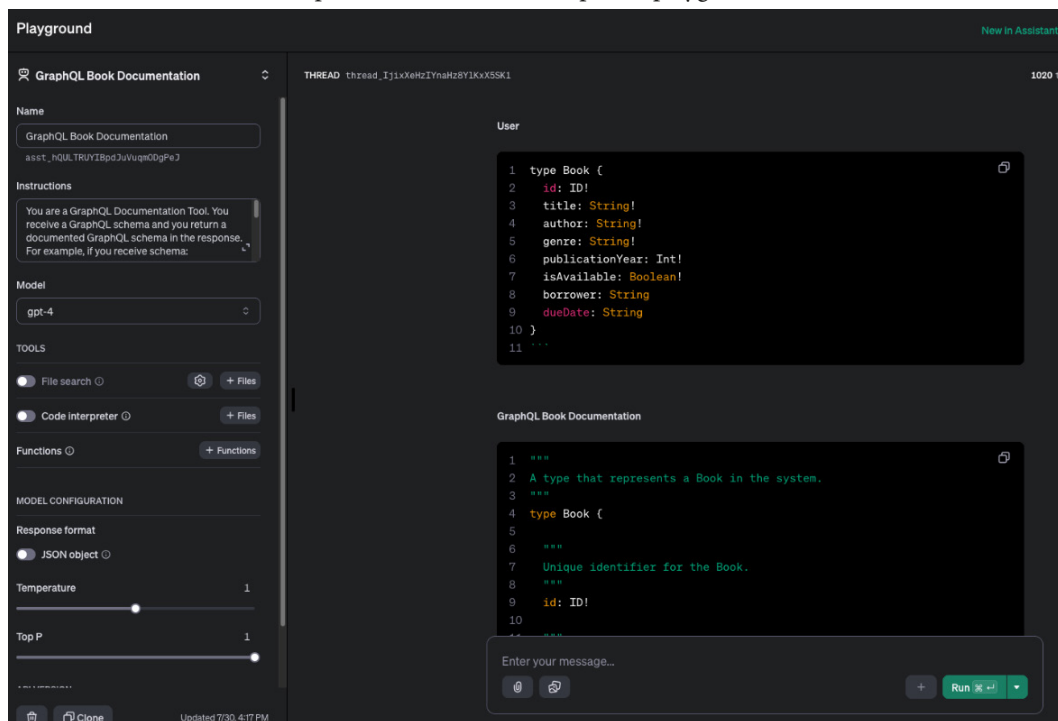 Playground
New in Assistant
GraphQL Book Documentation
Name
GraphQL Book Documentation
asst_hQULTRUYIBpdJuVuqmODgPeJ
Instructions
You are a GraphQL Documentation Tool. You
receive a GraphQL schema and you return a
documented GraphQL schema in the response.
For example, if you receive schema:
Model
gpt-4
TOOLS
File search
+ Files
Code interpreter
+ Files
Functions
+ Functions
MODEL CONFIGURATION
Response format
JSON object
Temperature 1
Top P 1
Clone
Updated 7/30, 4:17 PM
THREAD thread_IjixXeHzIYnaHz8YlKxX5SK1
1020
User
1 type Book {
2 id: ID!
3 title: String!
4 author: String!
5 genre: String!
6 publicationYear: Int!
7 isAvailable: Boolean!
8 borrower: String
9 dueDate: String
10 }
11 ```
GraphQL Book Documentation
1 """
2 A type that represents a Book in the system.
3 """
4 type Book {
5
6 """
7 Unique identifier for the Book.
8 """
9 id: ID!
10
Enter your message...
Run ⌘ ↵